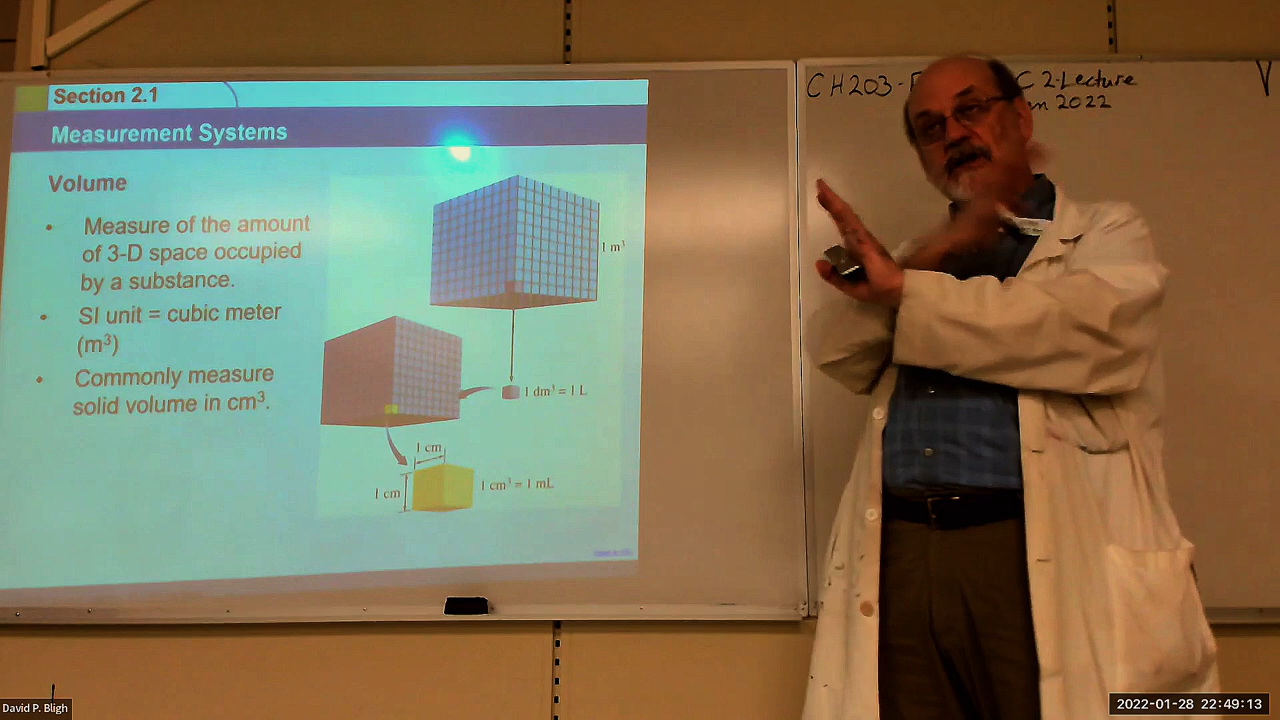 Section 2.1
Measurement Systems
Volume
• Measure of the amount
of 3-D space occupied
by a substance.
• SI unit = cubic meter
(m³)
• Commonly measure
solid volume in cm³.
1 m³
1 dm³ = 1 L
1 cm
1 cm
1 cm³ = 1 mL
CH203- C 2-Lecture
2022
David P. Bligh
2022-01-28 22:49:13